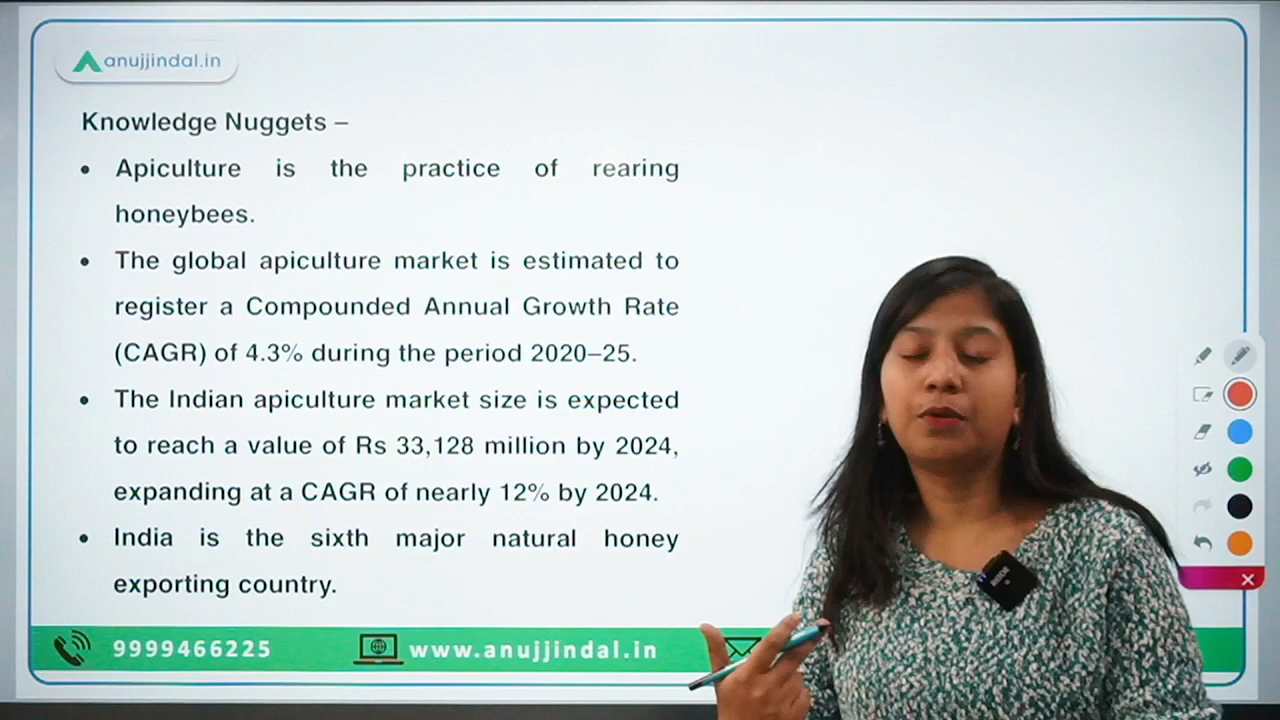 anujjindal.in
Knowledge Nuggets –
• Apiculture is the practice of rearing
honeybees.
• The global apiculture market is estimated to
register a Compounded Annual Growth Rate
(CAGR) of 4.3% during the period 2020–25.
• The Indian apiculture market size is expected
to reach a value of Rs 33,128 million by 2024,
expanding at a CAGR of nearly 12% by 2024.
• India is the sixth major natural honey
exporting country.
9999466225
www.anujjindal.in